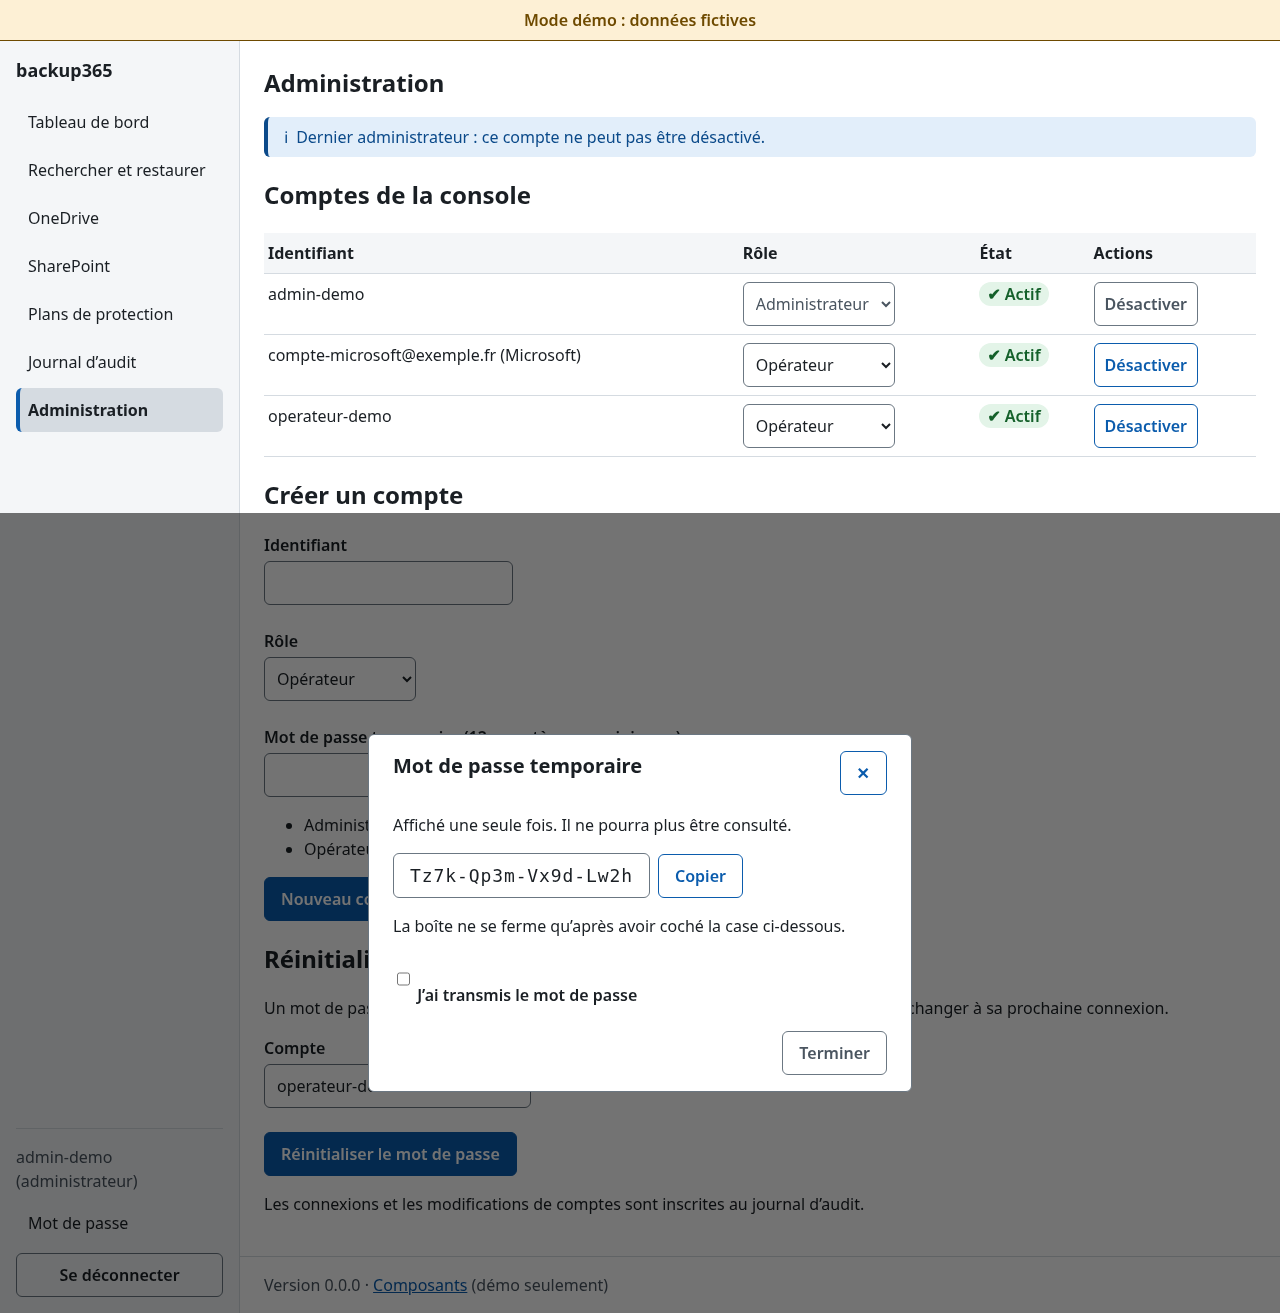 Mode démo : données fictives
backup365
Tableau de bord
Rechercher et restaurer
OneDrive
SharePoint
Plans de protection
Journal d’audit
Administration
admin-demo
(administrateur)
Mot de passe
Se déconnecter
Administration
i Dernier administrateur : ce compte ne peut pas être désactivé.
Comptes de la console
Identifiant Rôle État Actions
admin-demo Administrateur ✔ Actif Désactiver
compte-microsoft@exemple.fr (Microsoft) Opérateur ✔ Actif Désactiver
operateur-demo Opérateur ✔ Actif Désactiver
Créer un compte
Identifiant
Rôle
Opérateur
Mot de passe
Nouveau
Un mot de changer à sa prochaine connexion.
Compte
Réinitialiser le mot de passe
Les connexions et les modifications de comptes sont inscrites au journal d’audit.
Version 0.0.0 · Composants (démo seulement)
Mot de passe temporaire
×
Affiché une seule fois. Il ne pourra plus être consulté.
Tz7k-Qp3m-Vx9d-Lw2h Copier
La boîte ne se ferme qu’après avoir coché la case ci-dessous.
J’ai transmis le mot de passe
Terminer